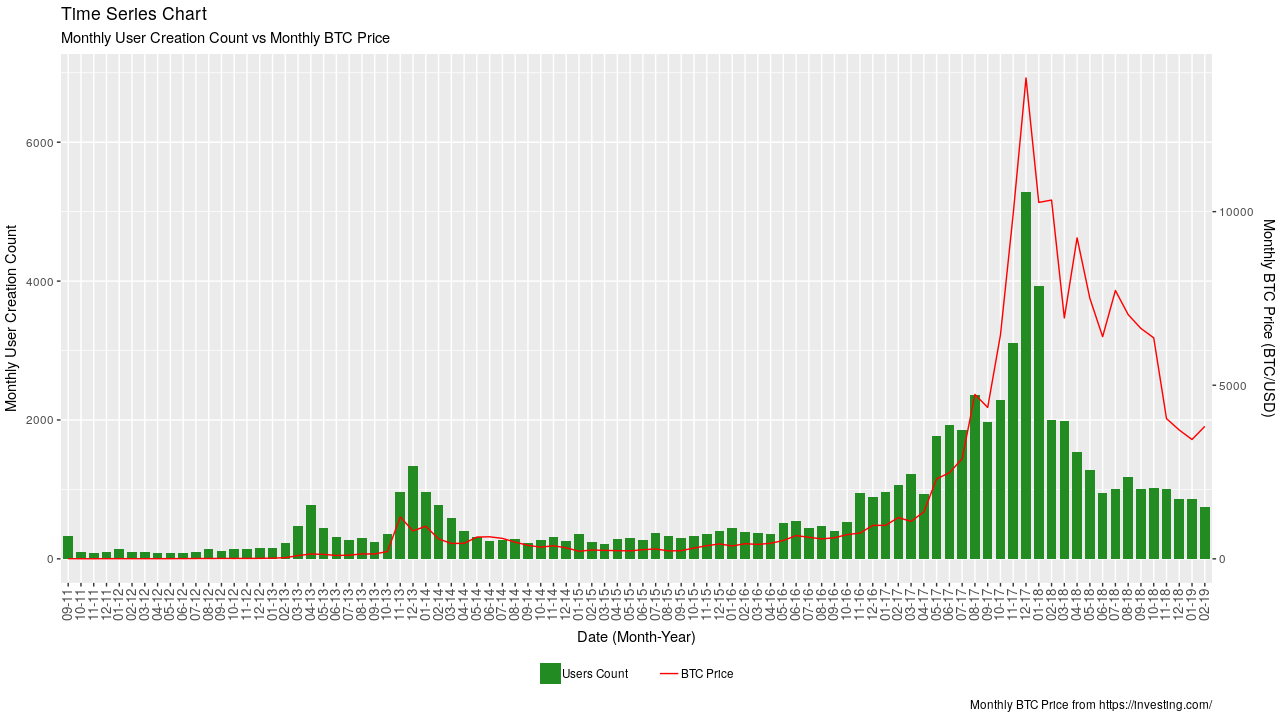 Time Series Chart
Monthly User Creation Count vs Monthly BTC Price
Monthly User Creation Count
6000
4000
2000
0
10000
5000
0
Monthly BTC Price (BTC/USD)
09-11 10-11 11-11 12-11 01-12 02-12 03-12 04-12 05-12 06-12 07-12 08-12 09-12 10-12 11-12 12-12 01-13 02-13 03-13 04-13 05-13 06-13 07-13 08-13 09-13 10-13 11-13 12-13 01-14 02-14 03-14 04-14 05-14 06-14 07-14 08-14 09-14 10-14 11-14 12-14 01-15 02-15 03-15 04-15 05-15 06-15 07-15 08-15 09-15 10-15 11-15 12-15 01-16 02-16 03-16 04-16 05-16 06-16 07-16 08-16 09-16 10-16 11-16 12-16 01-17 02-17 03-17 04-17 05-17 06-17 07-17 08-17 09-17 10-17 11-17 12-17 01-18 02-18 03-18 04-18 05-18 06-18 07-18 08-18 09-18 10-18 11-18 12-18 01-19 02-19
Date (Month-Year)
Users Count BTC Price
Monthly BTC Price from https://investing.com/